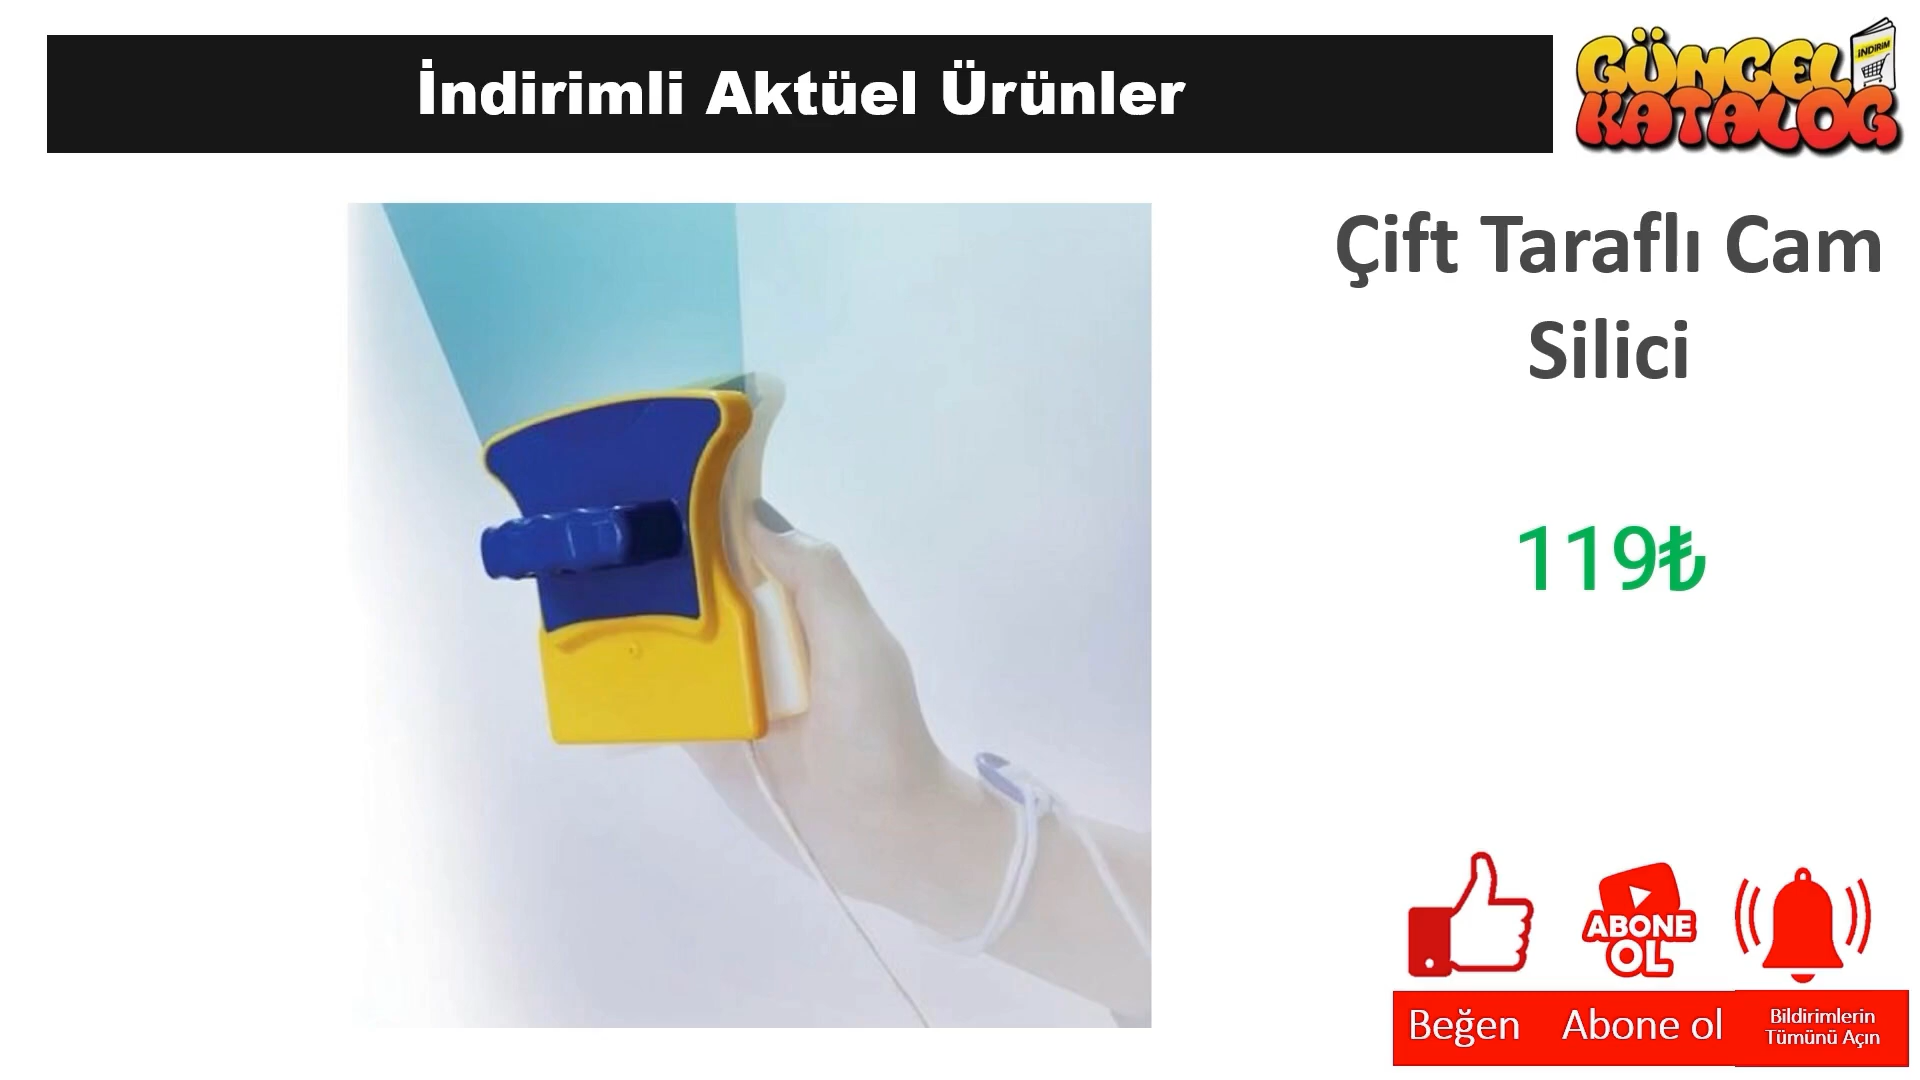 İndirimli Aktüel Ürünler
GÜNCEL
KATALOG
İNDİRİM
Çift Taraflı Cam
Silici
119₺
ABONE
OL
Beğen
Abone ol
Bildirimlerin
Tümünü Açın